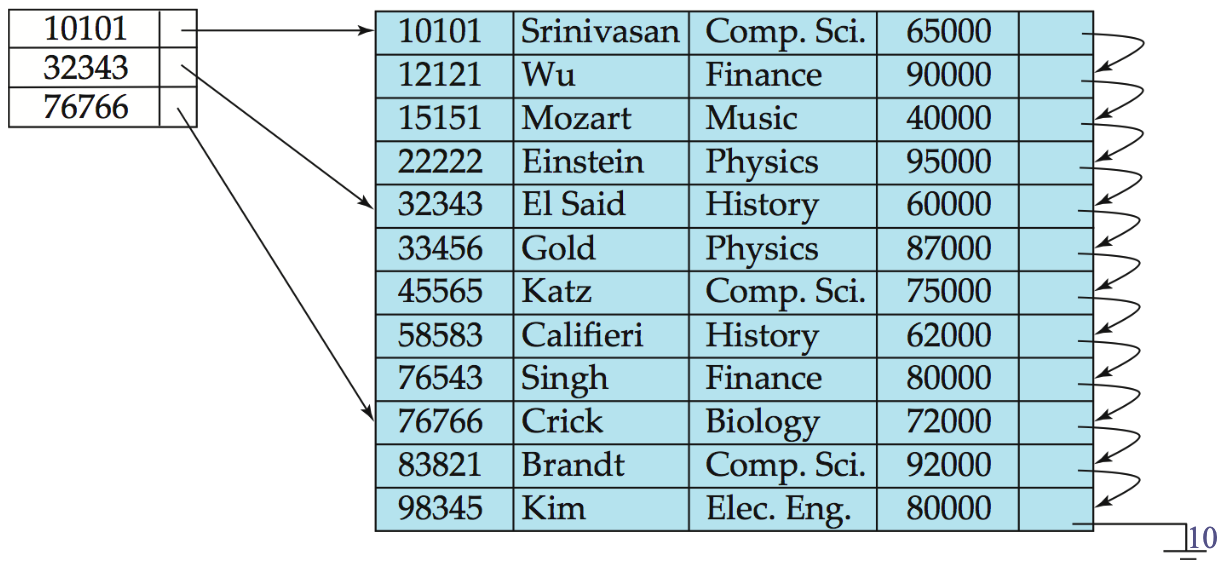 10101
32343
76766
10101 Srinivasan Comp. Sci. 65000
12121 Wu Finance 90000
15151 Mozart Music 40000
22222 Einstein Physics 95000
32343 El Said History 60000
33456 Gold Physics 87000
45565 Katz Comp. Sci. 75000
58583 Califieri History 62000
76543 Singh Finance 80000
76766 Crick Biology 72000
83821 Brandt Comp. Sci. 92000
98345 Kim Elec. Eng. 80000
10